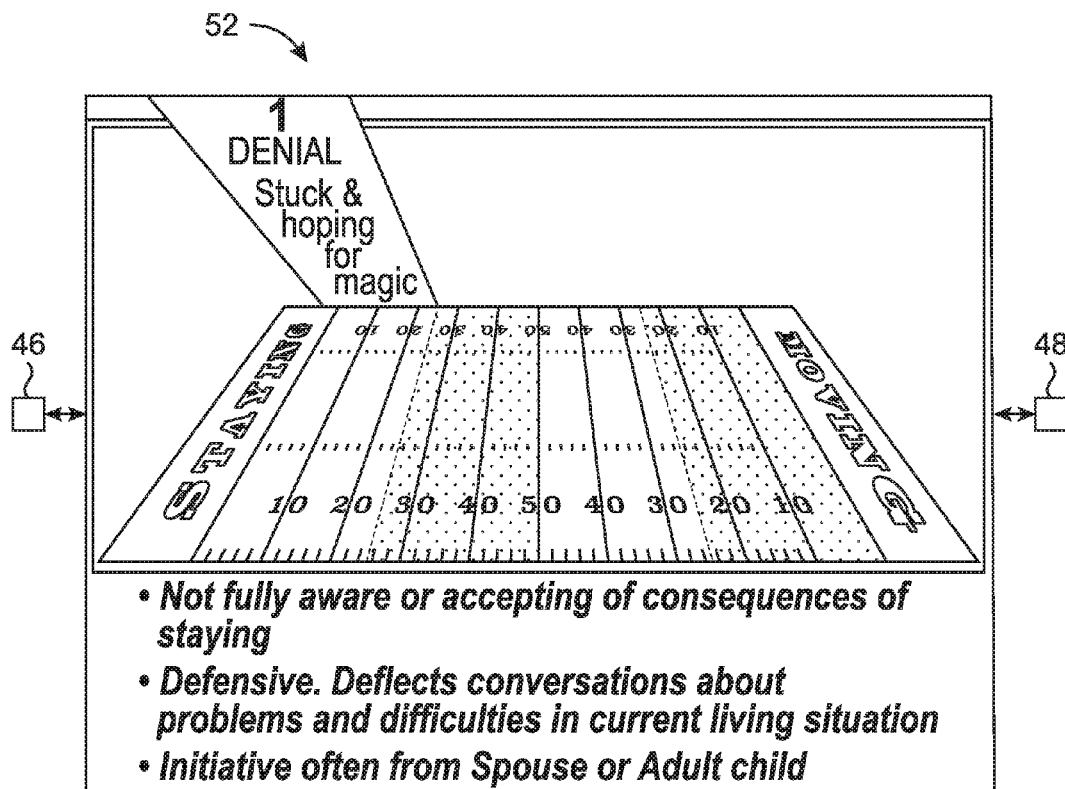 52
1
DENIAL
Stuck &
hoping
for
magic
46
48
10 20 30 40 50 40 30 20 10
STAYING
MOVING
10 20 30 40 50 40 30 20 10
• Not fully aware or accepting of consequences of
staying
• Defensive. Deflects conversations about
problems and difficulties in current living situation
• Initiative often from Spouse or Adult child